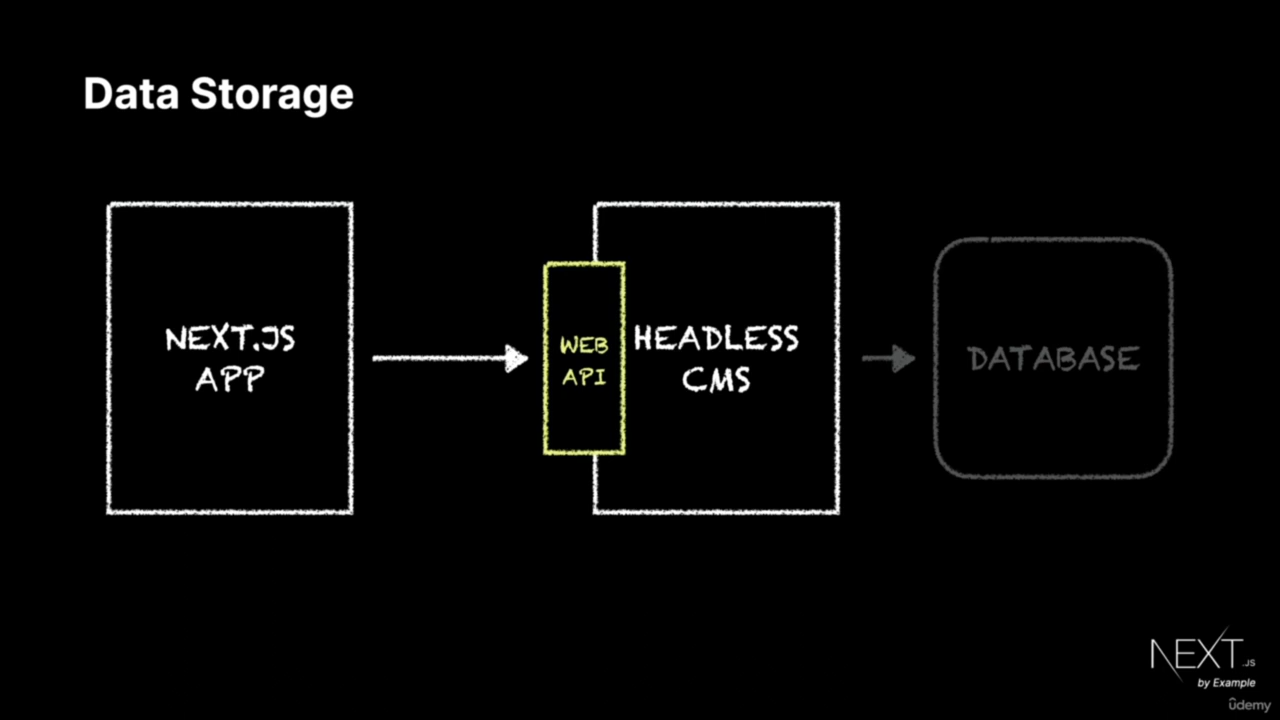 Data Storage
NEXT.JS
APP
WEB
API
HEADLESS
CMS
DATABASE
NEXT.JS
by Example
ûdemy